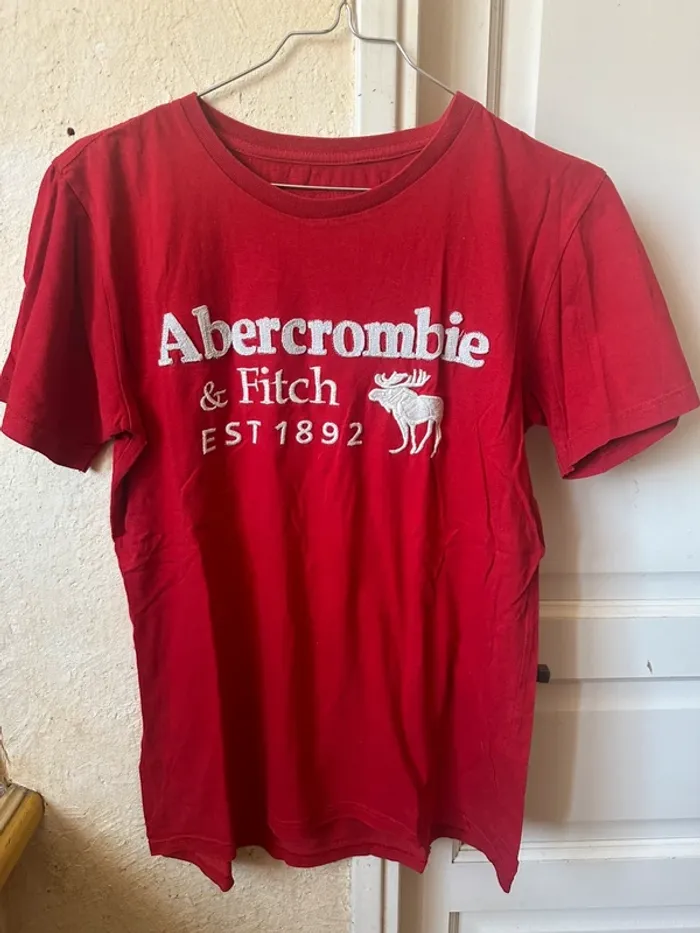 Abercrombie
& Fitch
EST 1892